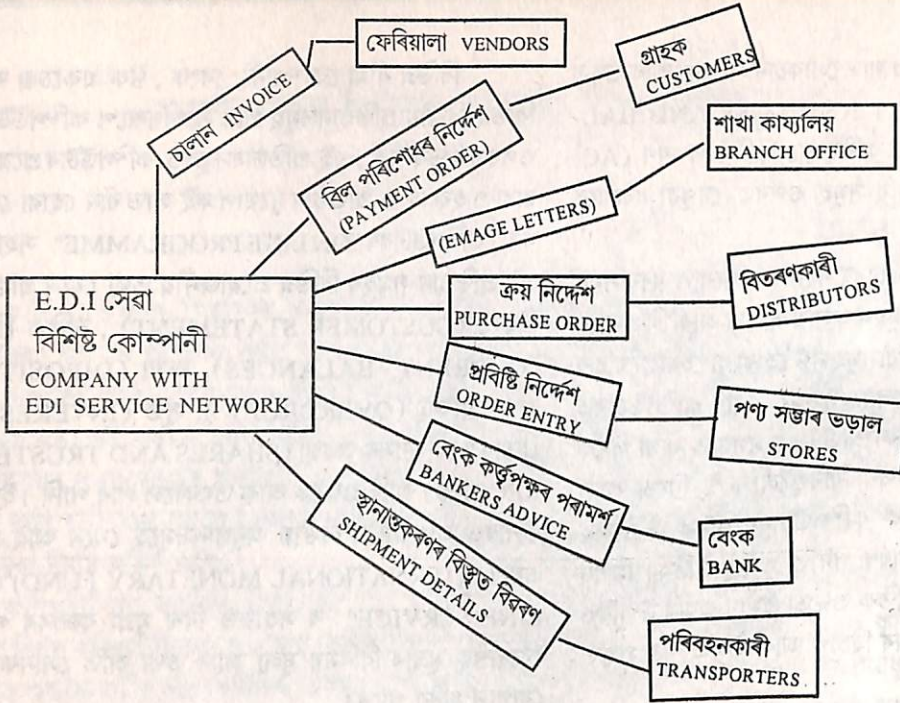 ফেৰিয়ালা VENDORS
চালান INVOICE
গ্ৰাহক
CUSTOMERS
বিল পৰিশোধৰ নিৰ্দেশ
(PAYMENT ORDER)
শাখা কাৰ্য্যালয়
BRANCH OFFICE
(EMAGE LETTERS)
E.D.I সেৱা
বিশিষ্ট কোম্পানী
COMPANY WITH
EDI SERVICE NETWORK
ক্ৰয় নিৰ্দেশ
PURCHASE ORDER
বিতৰণকাৰী
DISTRIBUTORS
প্ৰবিষ্টি নিৰ্দেশ
ORDER ENTRY
পণ্য সম্ভাৰ ভড়াল
STORES
বেংক কৰ্তৃপক্ষৰ পৰামৰ্শ
BANKERS ADVICE
বেংক
BANK
স্থানান্তকৰণৰ বিস্তৃত বিৱৰণ
SHIPMENT DETAILS
পৰিবহনকাৰী
TRANSPORTERS